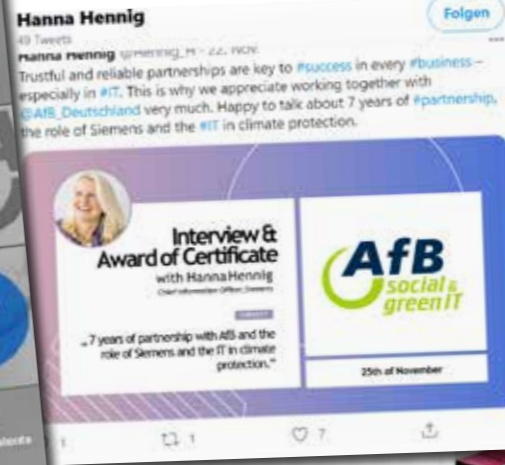 Hanna Hennig
Folgen
49 Tweets
Hanna Hennig @Hennig_H · 22. Nov.
Trustful and reliable partnerships are key to #success in every #business –
especially in #IT. This is why we appreciate working together with
@AfB_Deutschland very much. Happy to talk about 7 years of #partnership,
the role of Siemens and the #IT in climate protection.
Interview &
Award of Certificate
with Hanna Hennig
Chief Information Officer, Siemens
„7 years of partnership with AfB and the
role of Siemens and the IT in climate
protection."
AfB
social &
green IT
25th of November
1
1
7